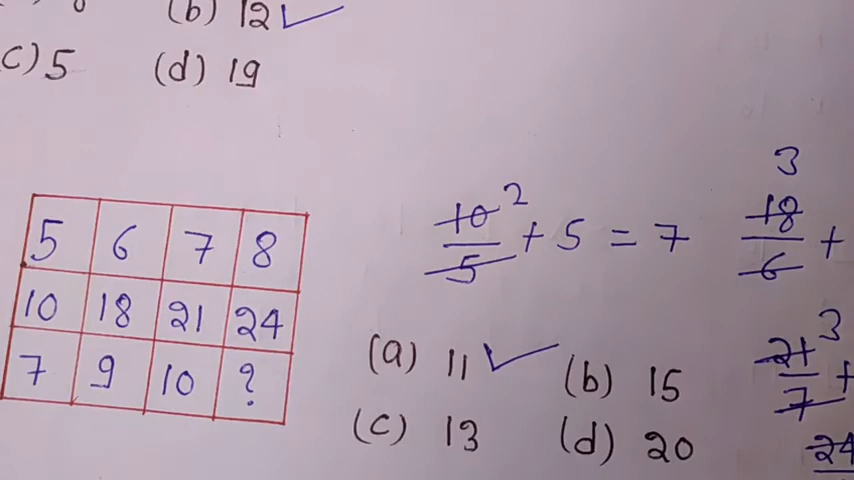 (b) 12 ✓
(c) 5 (d) 19
5 6 7 8
10 18 21 24
7 9 10 ?
10/5 2 + 5 = 7
3 18/6 +
(a) 11 ✓ (b) 15
(c) 13 (d) 20
21/7 3 +
24